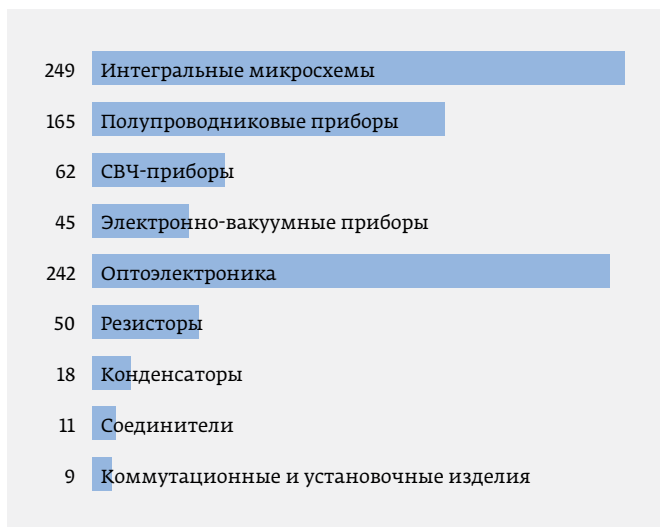 249 Интегральные микросхемы
165 Полупроводниковые приборы
62 СВЧ-приборы
45 Электронно-вакуумные приборы
242 Оптоэлектроника
50 Резисторы
18 Конденсаторы
11 Соединители
9 Коммутационные и установочные изделия